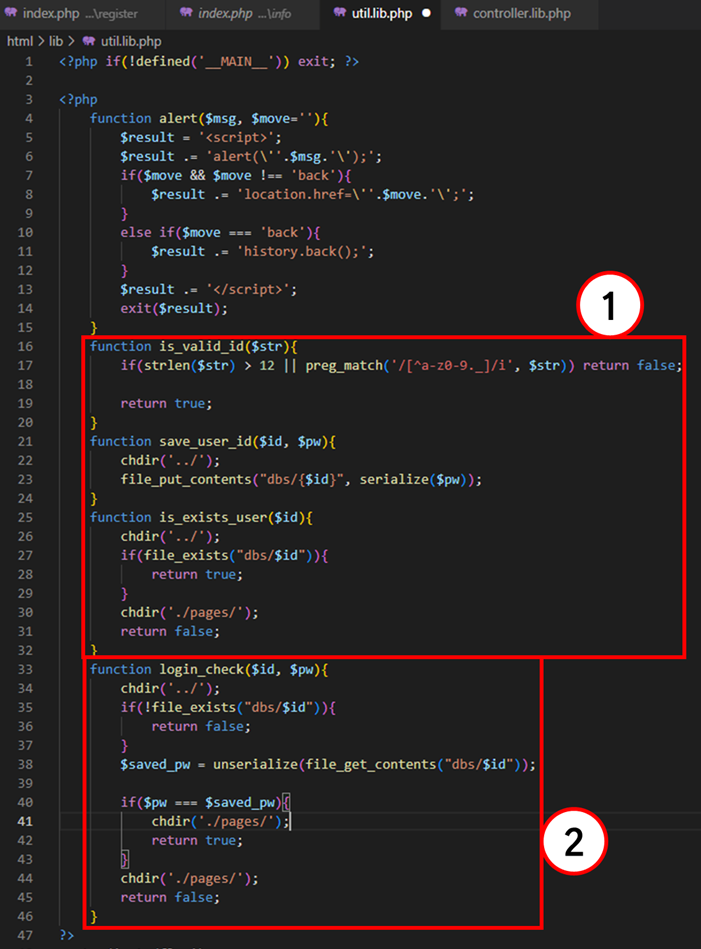 index.php ...\register
index.php ...\info
util.lib.php
controller.lib.php
html > lib > util.lib.php
1 <?php if(!defined('__MAIN__')) exit; ?>
2
3 <?php
4 function alert($msg, $move=''){
5 $result = '<script>';
6 $result .= 'alert(\''.$msg.'\');';
7 if($move && $move !== 'back'){
8 $result .= 'location.href=\''.$move.'\';';
9 }
10 else if($move === 'back'){
11 $result .= 'history.back();';
12 }
13 $result .= '</script>';
14 exit($result);
15 }
1
16 function is_valid_id($str){
17 if(strlen($str) > 12 || preg_match('/[^a-z0-9._]/i', $str)) return false;
18
19 return true;
20 }
21 function save_user_id($id, $pw){
22 chdir('../');
23 file_put_contents("dbs/{$id}", serialize($pw));
24 }
25 function is_exists_user($id){
26 chdir('../');
27 if(file_exists("dbs/$id")){
28 return true;
29 }
30 chdir('./pages/');
31 return false;
32 }
33 function login_check($id, $pw){
34 chdir('../');
35 if(!file_exists("dbs/$id")){
36 return false;
37 }
38 $saved_pw = unserialize(file_get_contents("dbs/$id"));
39
40 if($pw === $saved_pw){
41 chdir('./pages/');
42 return true;
43 }
2
44 chdir('./pages/');
45 return false;
46 }
47 ?>